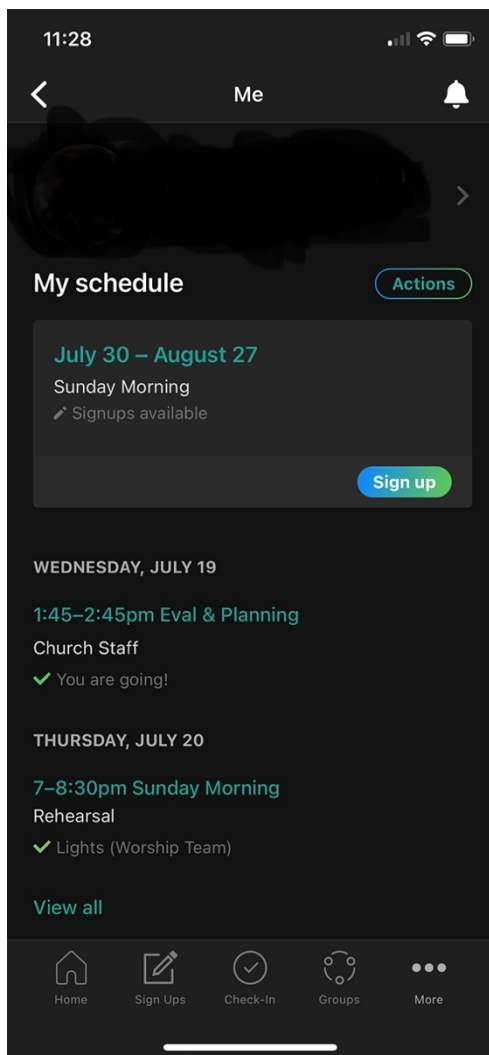 11:28
Me
My schedule
Actions
July 30 – August 27
Sunday Morning
Signups available
Sign up
WEDNESDAY, JULY 19
1:45–2:45pm Eval & Planning
Church Staff
You are going!
THURSDAY, JULY 20
7–8:30pm Sunday Morning
Rehearsal
Lights (Worship Team)
View all
Home Sign Ups Check-In Groups More